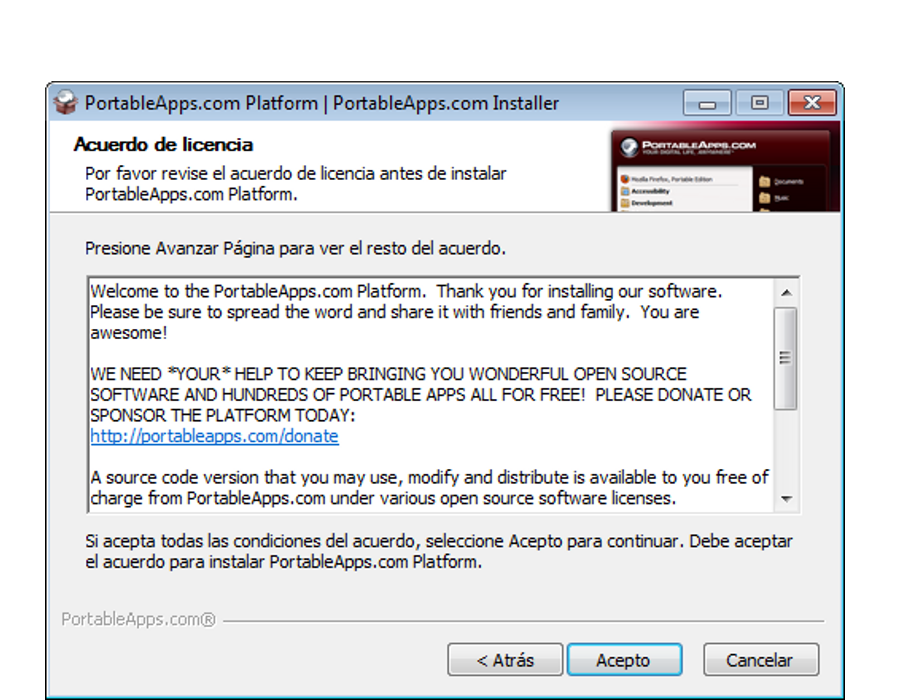 PortableApps.com Platform | PortableApps.com Installer
Acuerdo de licencia
Por favor revise el acuerdo de licencia antes de instalar
PortableApps.com Platform.
PORTABLEAPPS.COM
YOUR DIGITAL LIFE, ANYWHERE™
Mozilla Firefox, Portable Edition
Accessibility
Development
Documents
Music
Presione Avanzar Página para ver el resto del acuerdo.
Welcome to the PortableApps.com Platform.  Thank you for installing our software.
Please be sure to spread the word and share it with friends and family.  You are
awesome!
WE NEED *YOUR* HELP TO KEEP BRINGING YOU WONDERFUL OPEN SOURCE
SOFTWARE AND HUNDREDS OF PORTABLE APPS ALL FOR FREE!  PLEASE DONATE OR
SPONSOR THE PLATFORM TODAY:
http://portableapps.com/donate
A source code version that you may use, modify and distribute is available to you free of
charge from PortableApps.com under various open source software licenses.
Si acepta todas las condiciones del acuerdo, seleccione Acepto para continuar. Debe aceptar
el acuerdo para instalar PortableApps.com Platform.
PortableApps.com®
< Atrás
Acepto
Cancelar